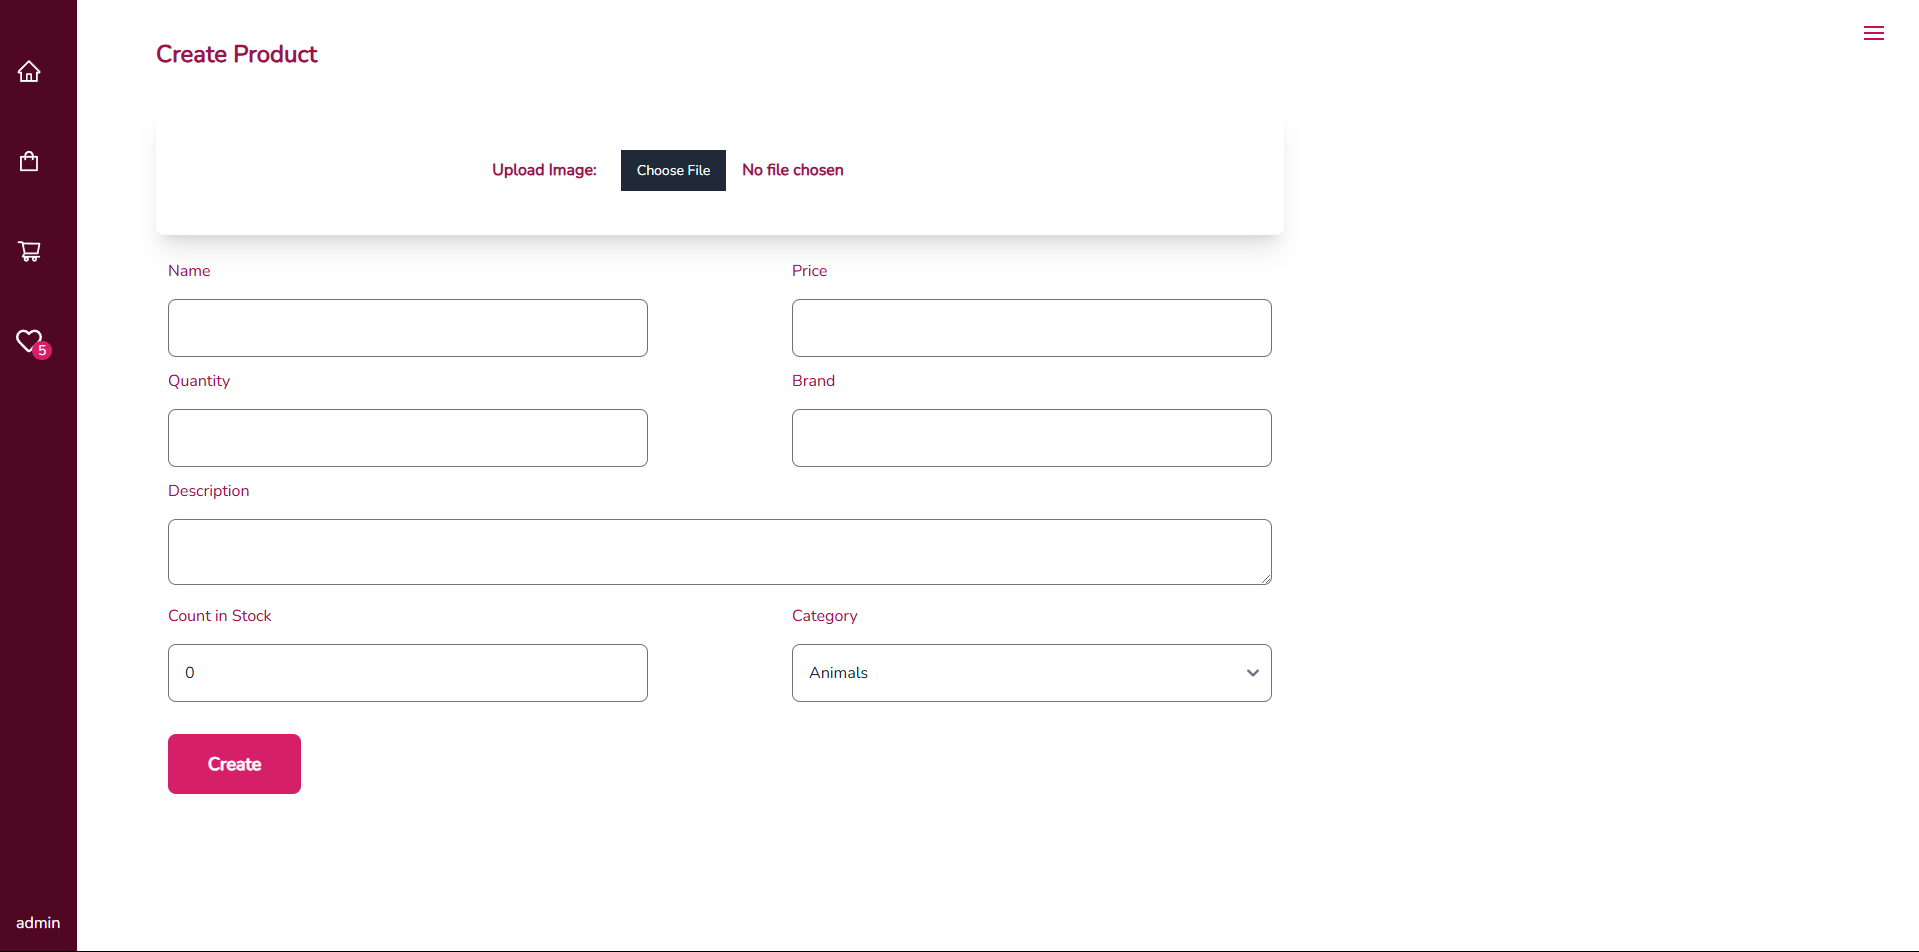 Create Product
Upload Image: Choose File No file chosen
Name Price
Quantity Brand
Description
Count in Stock Category
0 Animals
Create
5
admin